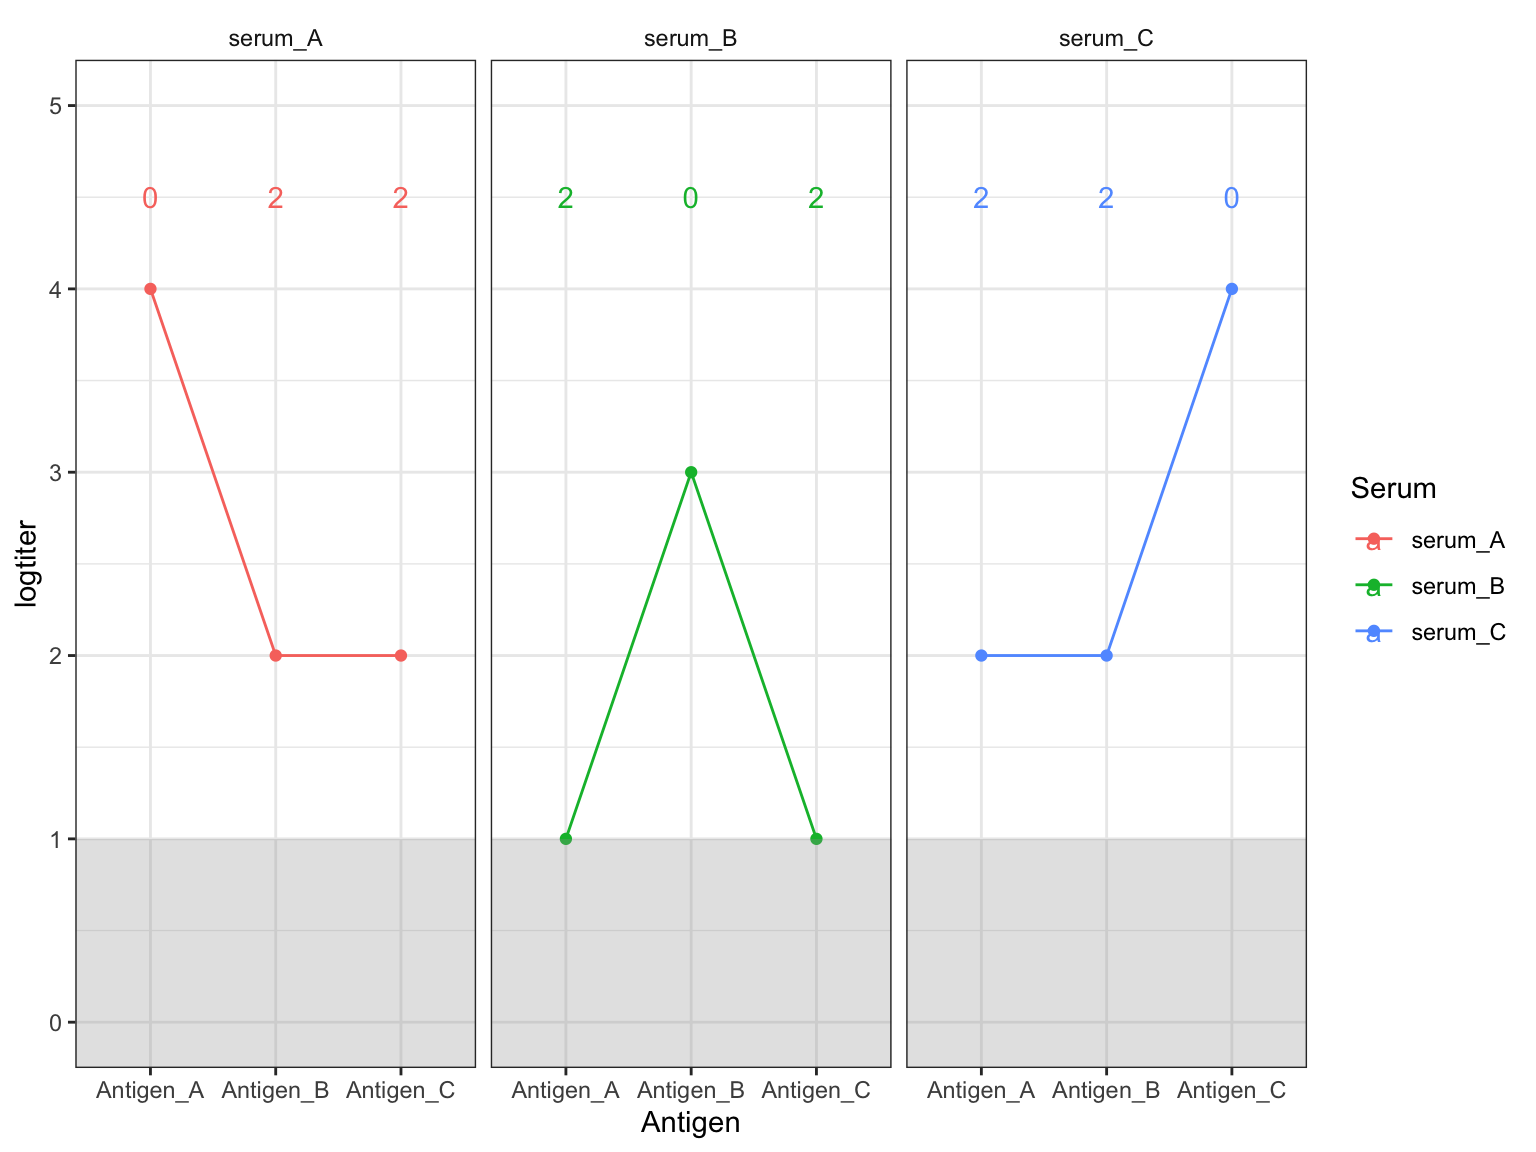 serum_A serum_B serum_C
5
0 2 2 2 0 2 2 2 0
4
3
Serum
logtiter
a serum_A
a serum_B
a serum_C
2
1
0
Antigen_A Antigen_B Antigen_C Antigen_A Antigen_B Antigen_C Antigen_A Antigen_B Antigen_C
Antigen